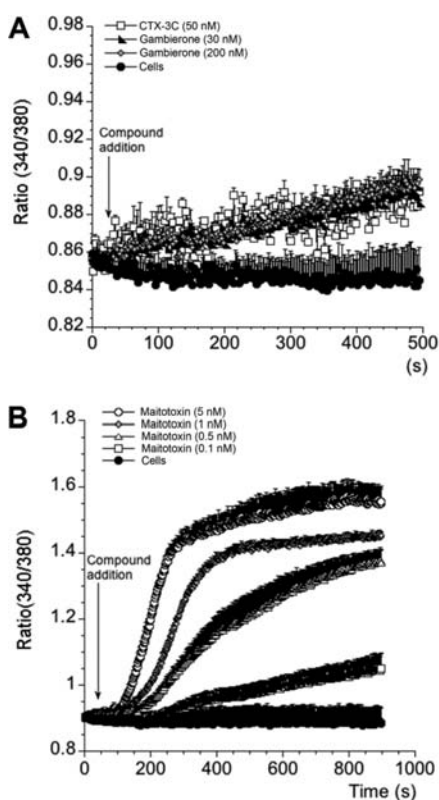 A
CTX-3C (50 nM)
Gambierone (30 nM)
Gambierone (200 nM)
Cells
Compound
addition
Ratio (340/380)
0.98
0.96
0.94
0.92
0.9
0.88
0.86
0.84
0.82
0 100 200 300 400 500
(s)
B
Maitotoxin (5 nM)
Maitotoxin (1 nM)
Maitotoxin (0.5 nM)
Maitotoxin (0.1 nM)
Cells
Compound
addition
Ratio(340/380)
1.8
1.6
1.4
1.2
1
0.8
0 200 400 600 800 1000
Time (s)